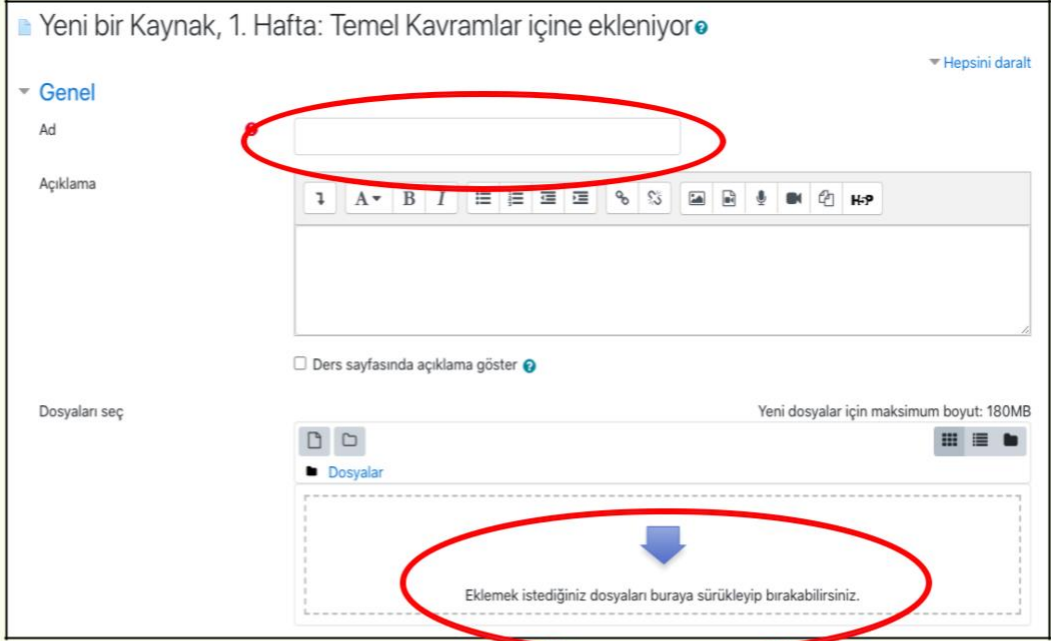 Yeni bir Kaynak, 1. Hafta: Temel Kavramlar içine ekleniyor
Hepsini daralt
Genel
Ad
Açıklama
A B I H-P
Ders sayfasında açıklama göster
Dosyaları seç
Yeni dosyalar için maksimum boyut: 180MB
Dosyalar
Eklemek istediğiniz dosyaları buraya sürükleyip bırakabilirsiniz.